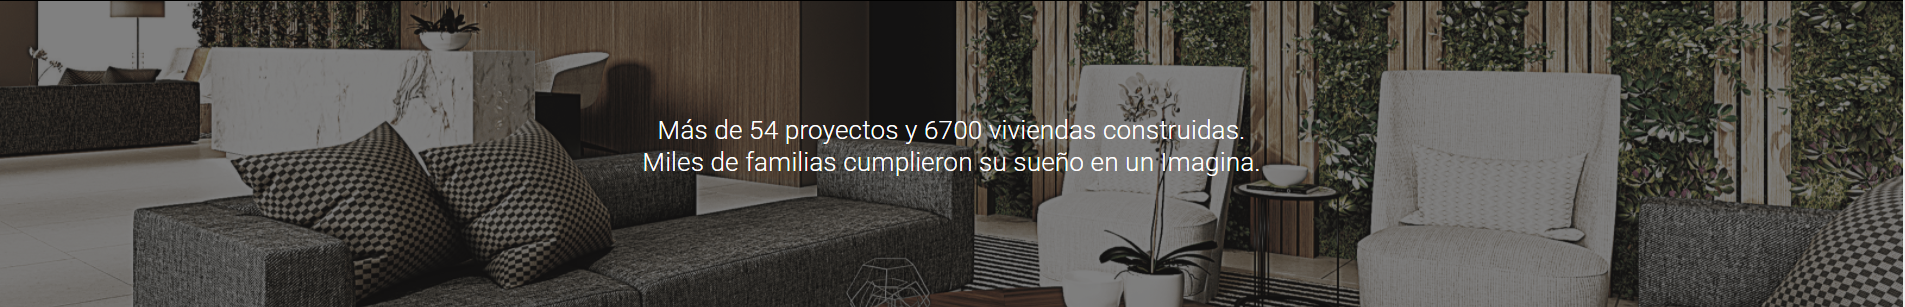 Más de 54 proyectos y 6700 viviendas construidas.
Miles de familias cumplieron su sueño en un Imagina.